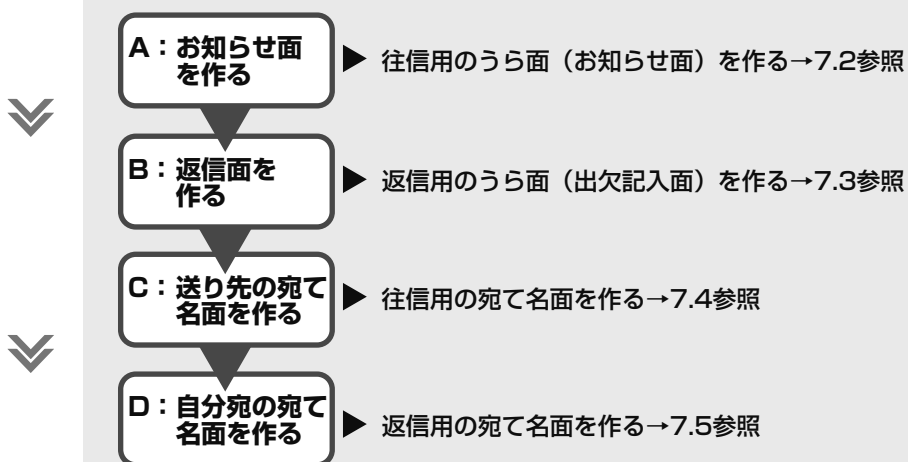 A：お知らせ面
を作る
往信用のうら面（お知らせ面）を作る→7.2参照
B：返信面を
作る
返信用のうら面（出欠記入面）を作る→7.3参照
C：送り先の宛て
名面を作る
往信用の宛て名面を作る→7.4参照
D：自分宛の宛て
名面を作る
返信用の宛て名面を作る→7.5参照